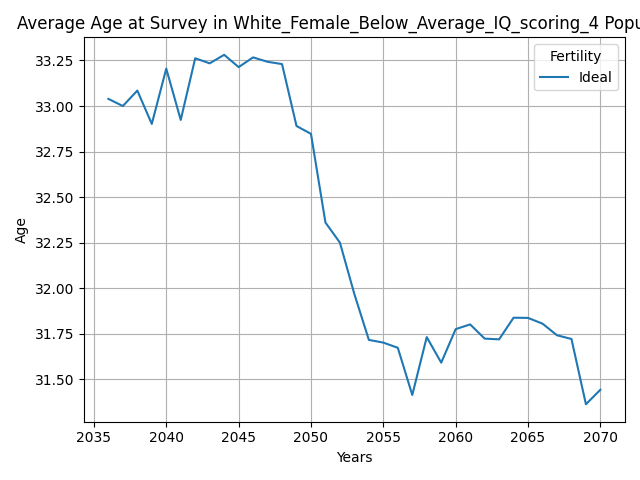 Average Age at Survey in White_Female_Below_Average_IQ_scoring_4 Popu
Fertility
Ideal
33.25
33.00
32.75
32.50
32.25
32.00
31.75
31.50
Age
2035 2040 2045 2050 2055 2060 2065 2070
Years